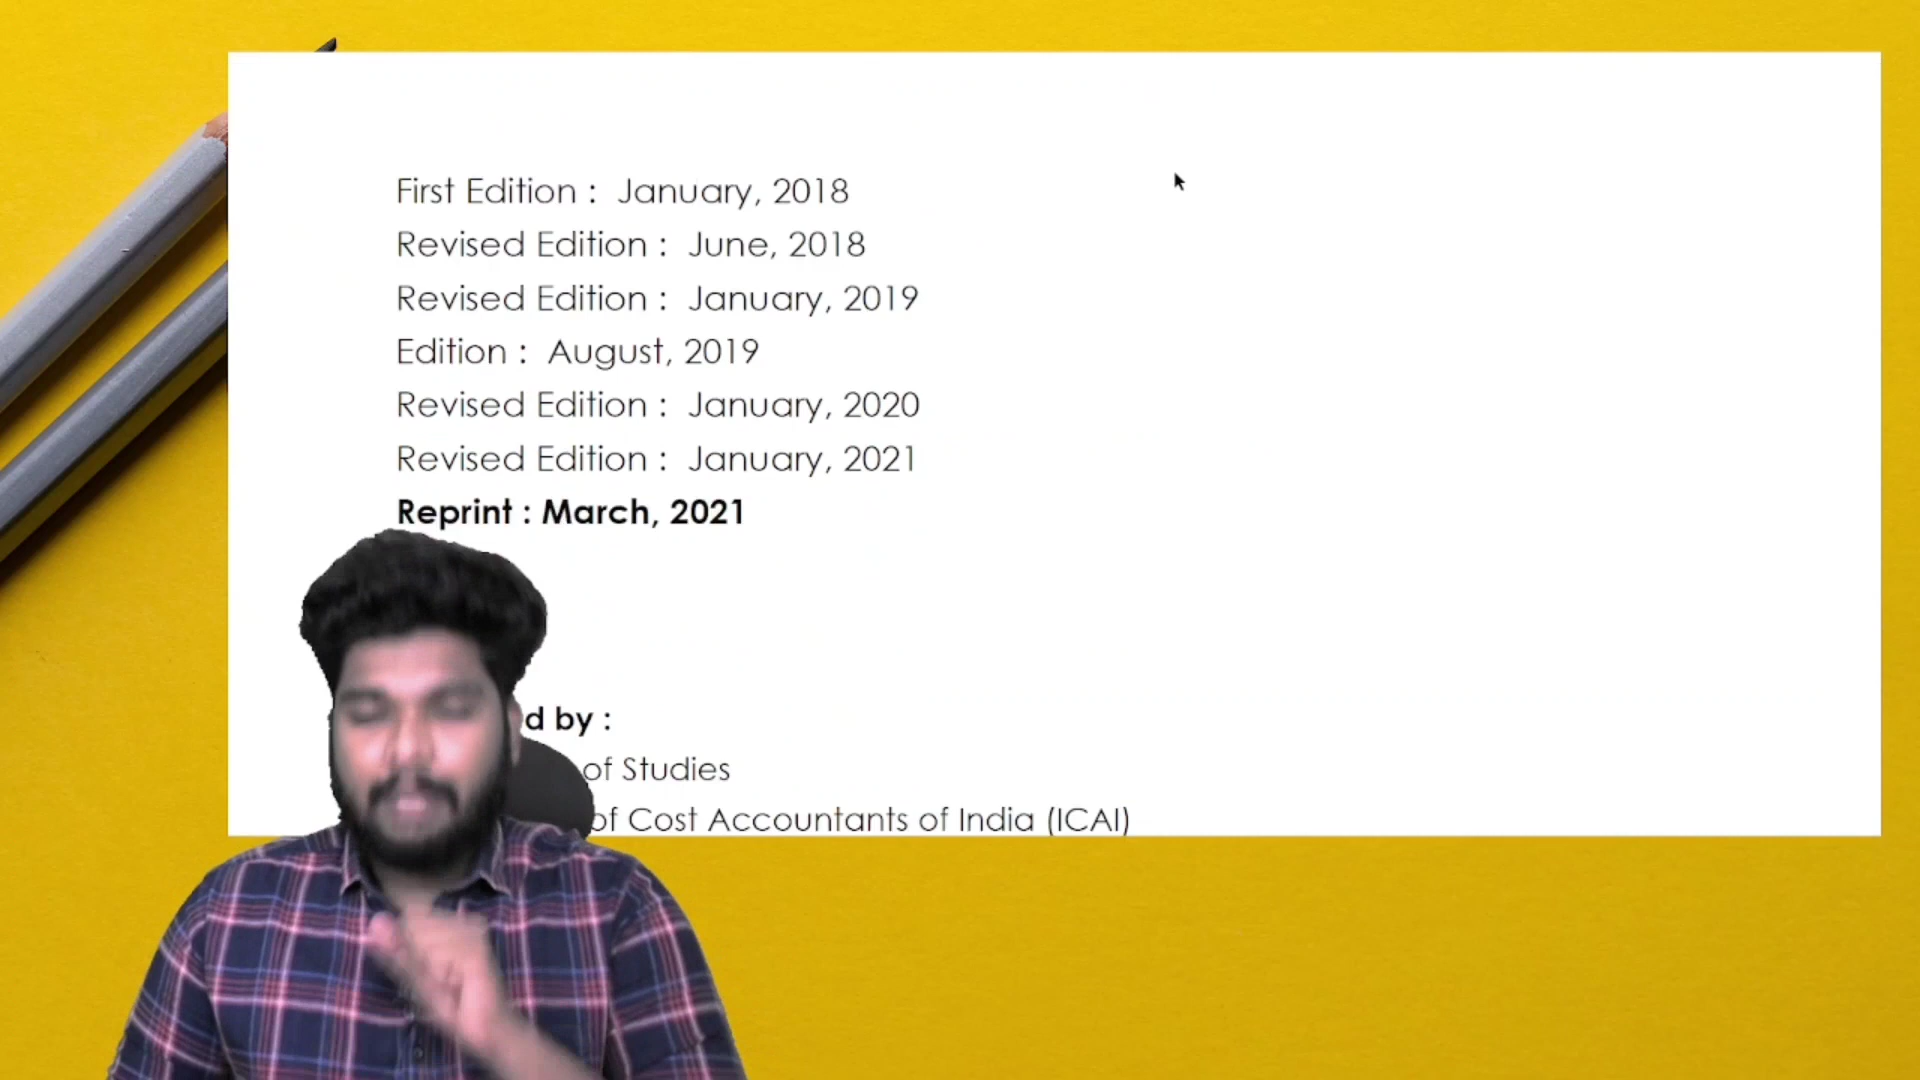 First Edition : January, 2018
Revised Edition : June, 2018
Revised Edition : January, 2019
Edition : August, 2019
Revised Edition : January, 2020
Revised Edition : January, 2021
Reprint : March, 2021
d by :
of Studies
of Cost Accountants of India (ICAI)